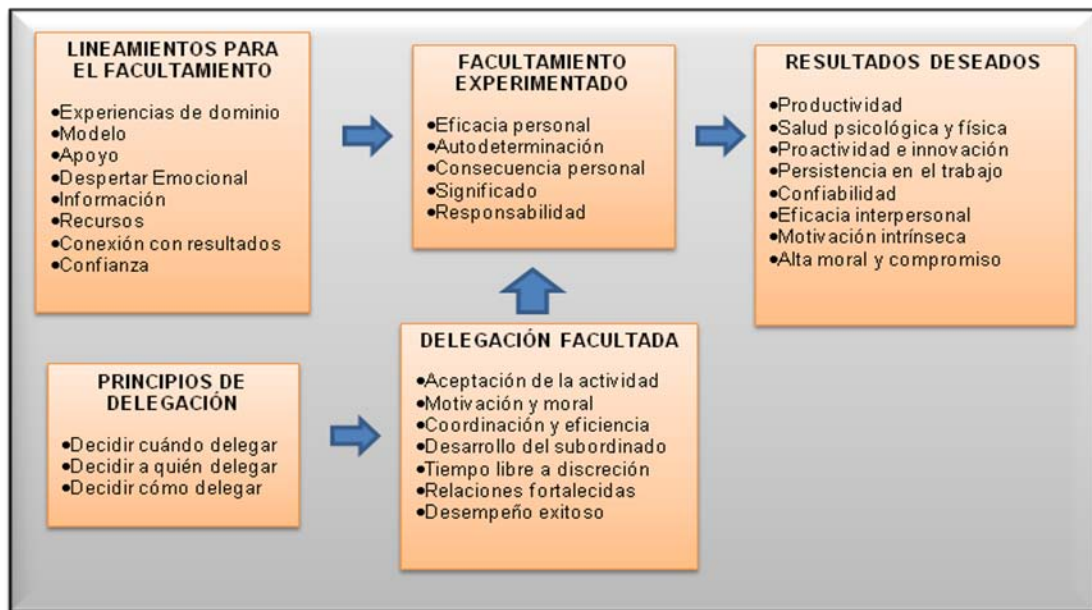 LINEAMIENTOS PARA
EL FACULTAMIENTO
•Experiencias de dominio
•Modelo
•Apoyo
•Despertar Emocional
•Información
•Recursos
•Conexión con resultados
•Confianza
FACULTAMIENTO
EXPERIMENTADO
•Eficacia personal
•Autodeterminación
•Consecuencia personal
•Significado
•Responsabilidad
RESULTADOS DESEADOS
•Productividad
•Salud psicológica y física
•Proactividad e innovación
•Persistencia en el trabajo
•Confiabilidad
•Eficacia interpersonal
•Motivación intrínseca
•Alta moral y compromiso
PRINCIPIOS DE
DELEGACIÓN
•Decidir cuándo delegar
•Decidir a quién delegar
•Decidir cómo delegar
DELEGACIÓN FACULTADA
•Aceptación de la actividad
•Motivación y moral
•Coordinación y eficiencia
•Desarrollo del subordinado
•Tiempo libre a discreción
•Relaciones fortalecidas
•Desempeño exitoso